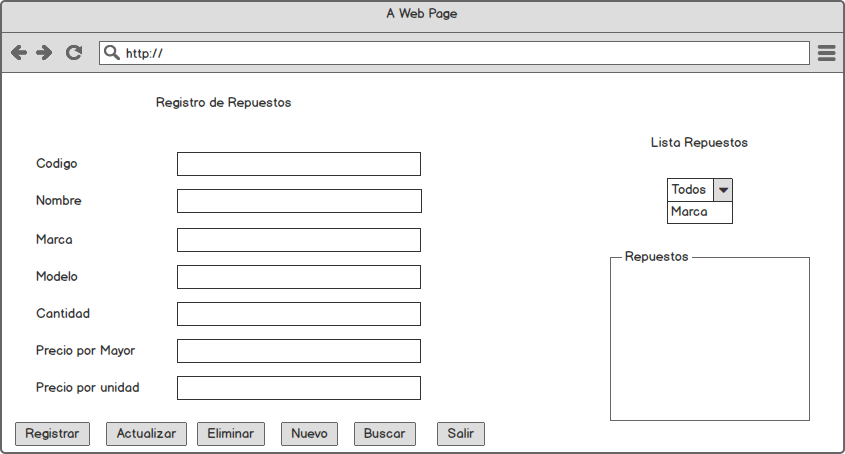 A Web Page
http://
Registro de Repuestos
Codigo
Nombre
Marca
Modelo
Cantidad
Precio por Mayor
Precio por unidad
Registrar Actualizar Eliminar Nuevo Buscar Salir
Lista Repuestos
Todos
Marca
Repuestos